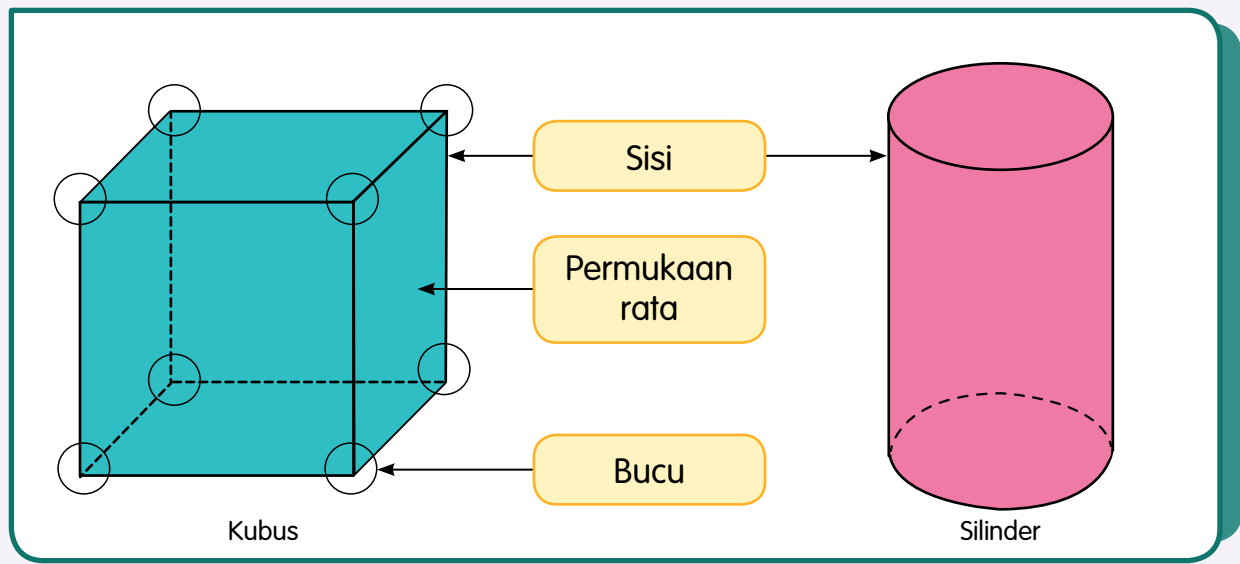 Sisi
Permukaan
rata
Bucu
Kubus
Silinder